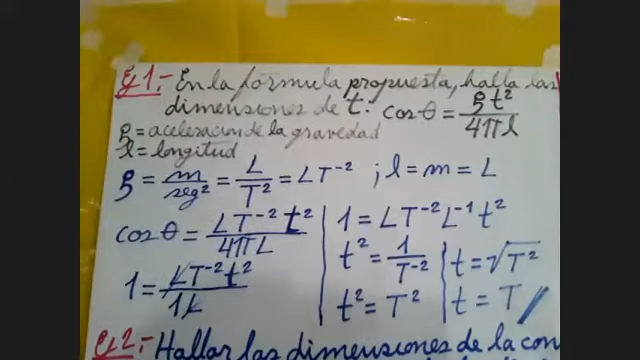 Ej 1.- En la fórmula propuesta, halla las
dimensiones de t. cos θ = g t² / 4πl
g = aceleración de la gravedad
l = longitud
g = m / seg² = L / T² = LT⁻² ; l = m = L
cos θ = LT⁻² t² / 4πL
1 = LT⁻² t² / 1L
1 = LT⁻² L⁻¹ t²
t² = 1 / T⁻²
t² = T²
t = √T²
t = T //
Ej 2.- Hallar las dimensiones de la con